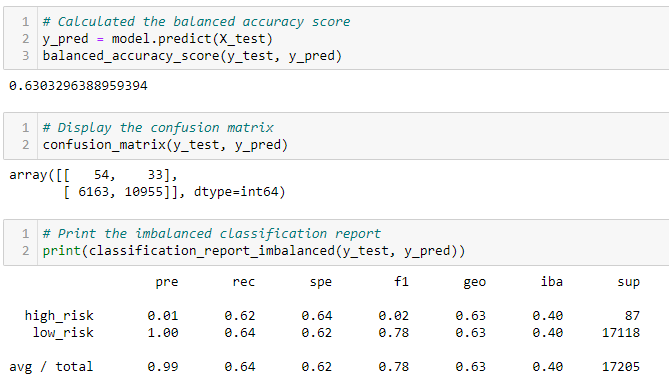 1 # Calculated the balanced accuracy score
2 y_pred = model.predict(X_test)
3 balanced_accuracy_score(y_test, y_pred)
0.6303296388959394
1 # Display the confusion matrix
2 confusion_matrix(y_test, y_pred)
array([[   54,    33],
       [ 6163, 10955]], dtype=int64)
1 # Print the imbalanced classification report
2 print(classification_report_imbalanced(y_test, y_pred))
pre rec spe f1 geo iba sup
high_risk 0.01 0.62 0.64 0.02 0.63 0.40 87
low_risk 1.00 0.64 0.62 0.78 0.63 0.40 17118
avg / total 0.99 0.64 0.62 0.78 0.63 0.40 17205